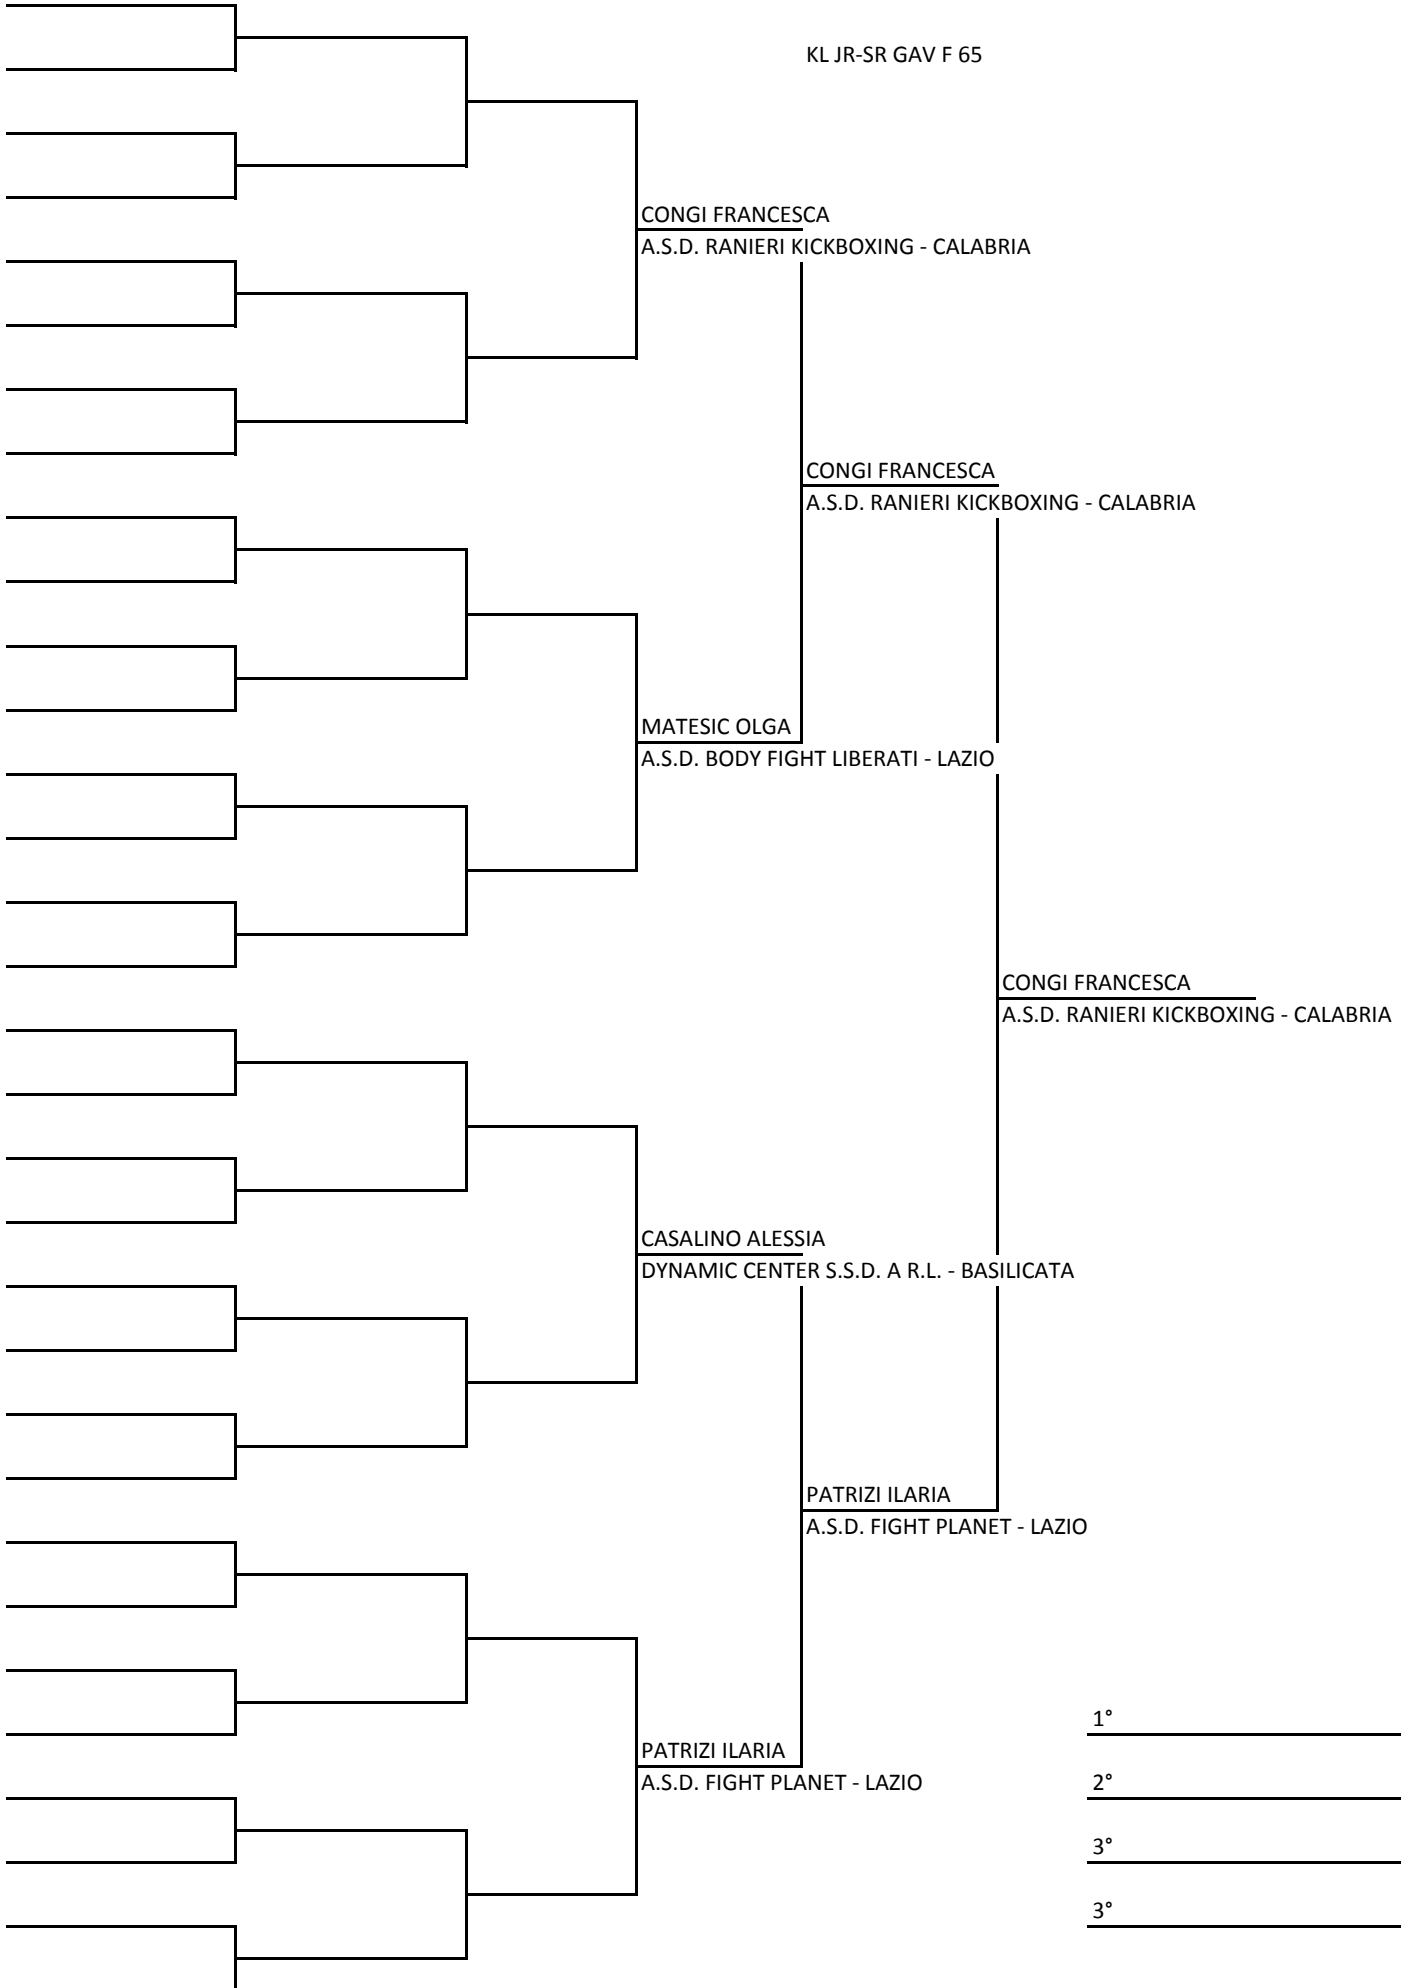 KL JR-SR GAV F 65
CONGI FRANCESCA
A.S.D. RANIERI KICKBOXING - CALABRIA
CONGI FRANCESCA
A.S.D. RANIERI KICKBOXING - CALABRIA
MATESIC OLGA
A.S.D. BODY FIGHT LIBERATI - LAZIO
CONGI FRANCESCA
A.S.D. RANIERI KICKBOXING - CALABRIA
CASALINO ALESSIA
DYNAMIC CENTER S.S.D. A R.L. - BASILICATA
PATRIZI ILARIA
A.S.D. FIGHT PLANET - LAZIO
PATRIZI ILARIA
A.S.D. FIGHT PLANET - LAZIO
1°
2°
3°
3°